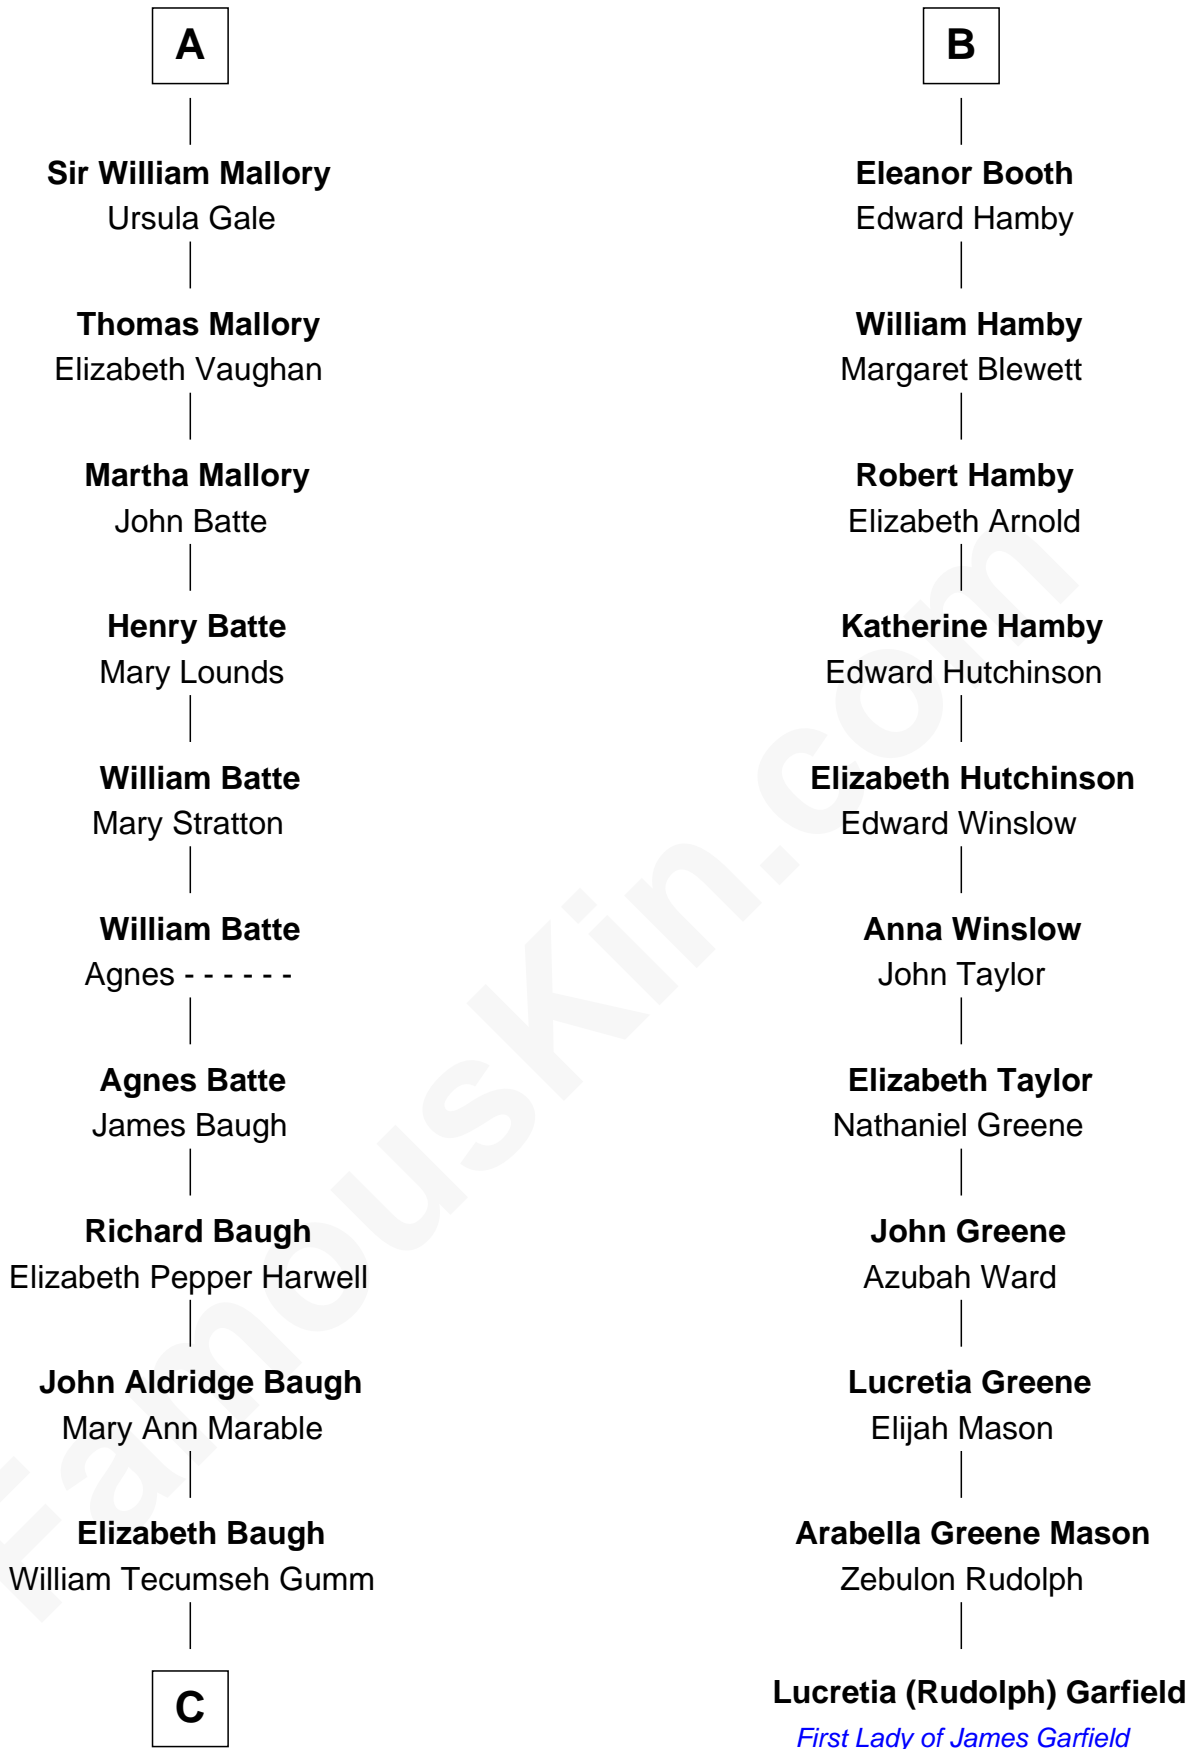 A
Sir William Mallory
Ursula Gale
Thomas Mallory
Elizabeth Vaughan
Martha Mallory
John Batte
Henry Batte
Mary Lounds
William Batte
Mary Stratton
William Batte
Agnes - - - - - -
Agnes Batte
James Baugh
Richard Baugh
Elizabeth Pepper Harwell
John Aldridge Baugh
Mary Ann Marable
Elizabeth Baugh
William Tecumseh Gumm
C
B
Eleanor Booth
Edward Hamby
William Hamby
Margaret Blewett
Robert Hamby
Elizabeth Arnold
Katherine Hamby
Edward Hutchinson
Elizabeth Hutchinson
Edward Winslow
Anna Winslow
John Taylor
Elizabeth Taylor
Nathaniel Greene
John Greene
Azubah Ward
Lucretia Greene
Elijah Mason
Arabella Greene Mason
Zebulon Rudolph
Lucretia (Rudolph) Garfield
First Lady of James Garfield
FamousKin.com